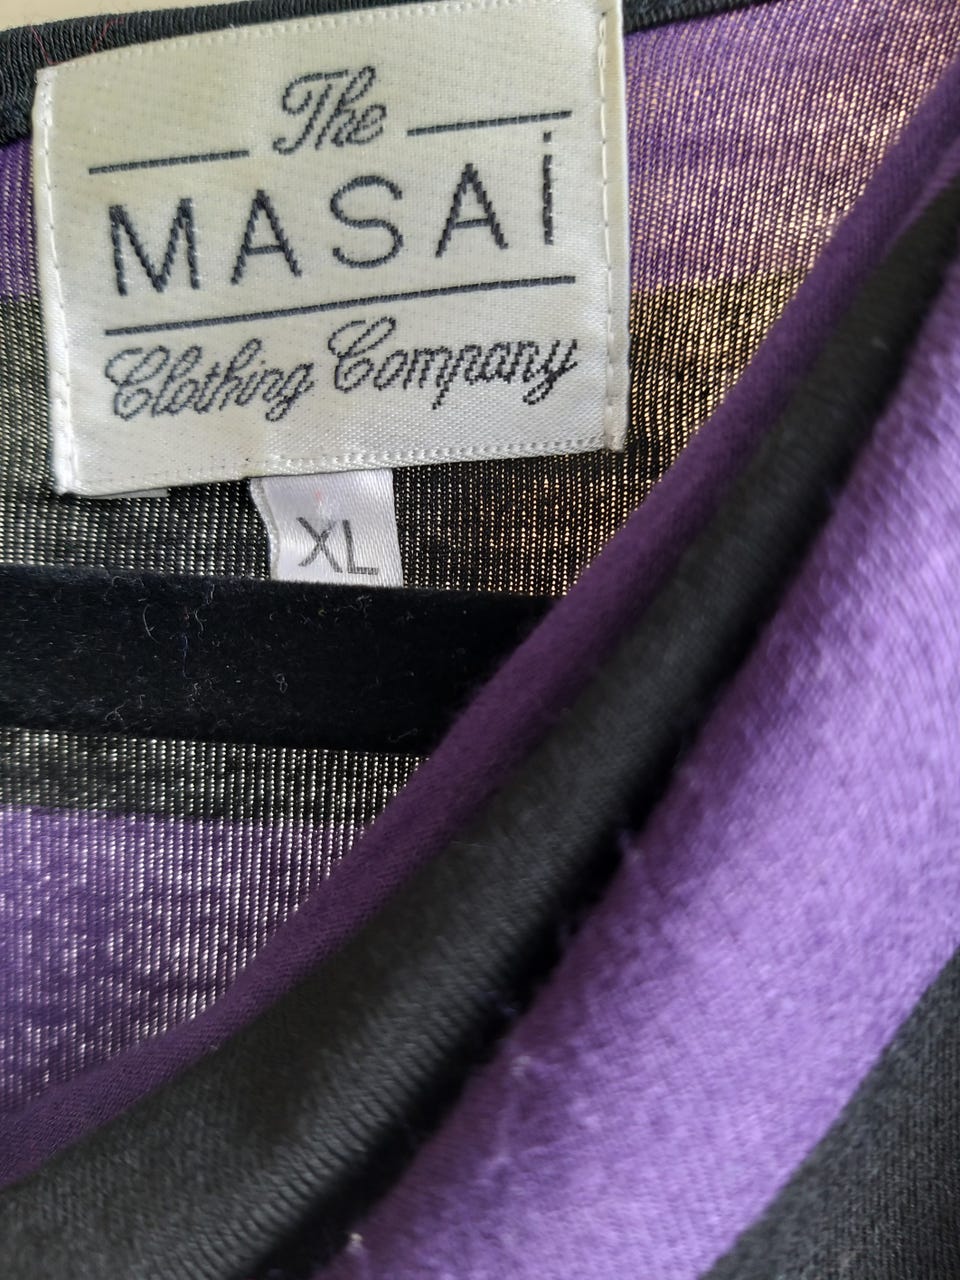 The
MASAİ
Clothing Company
XL